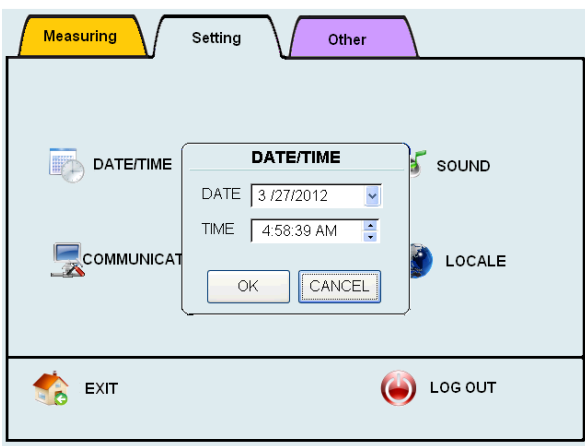 Measuring
Setting
Other
DATE/TIME
SOUND
DATE/TIME
DATE 3 /27/2012
TIME 4:58:39 AM
OK
CANCEL
COMMUNICAT
LOCALE
EXIT
LOG OUT